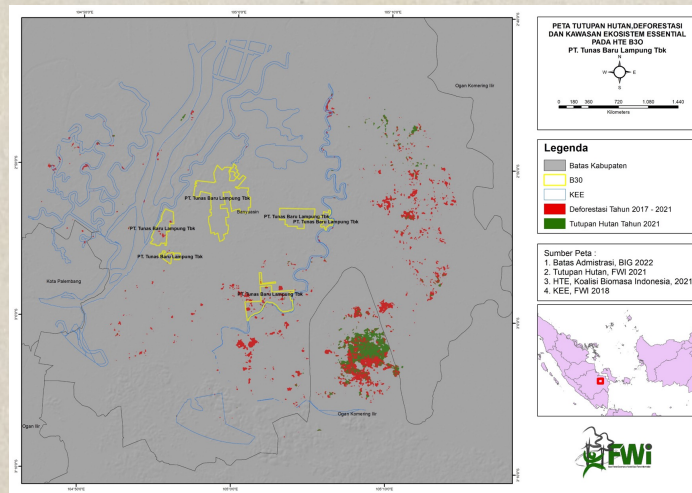 PETA TUTUPAN HUTAN,DEFORESTASI
DAN KAWASAN EKOSISTEM ESSENTIAL
PADA HTE B3O
PT. Tunas Baru Lampung Tbk
N
W E
S
0 180 360 720 1.080 1.440
Kilometers
Legenda
Batas Kabupaten
B30
KEE
Deforestasi Tahun 2017 - 2021
Tutupan Hutan Tahun 2021
Sumber Peta :
1. Batas Admistrasi, BIG 2022
2. Tutupan Hutan, FWI 2021
3. HTE, Koalisi Biomasa Indonesia, 2021
4. KEE, FWI 2018
FWi
Ogan Komering Ilir
PT. Tunas Baru Lampung Tbk
Banyuasin
PT. Tunas Baru Lampung Tbk
PT. Tunas Baru Lampung Tbk
PT. Tunas Baru Lampung Tbk
PT. Tunas Baru Lampung Tbk
Kota Palembang
PT. Tunas Baru Lampung Tbk
Ogan Komering Ilir
Ogan Ilir